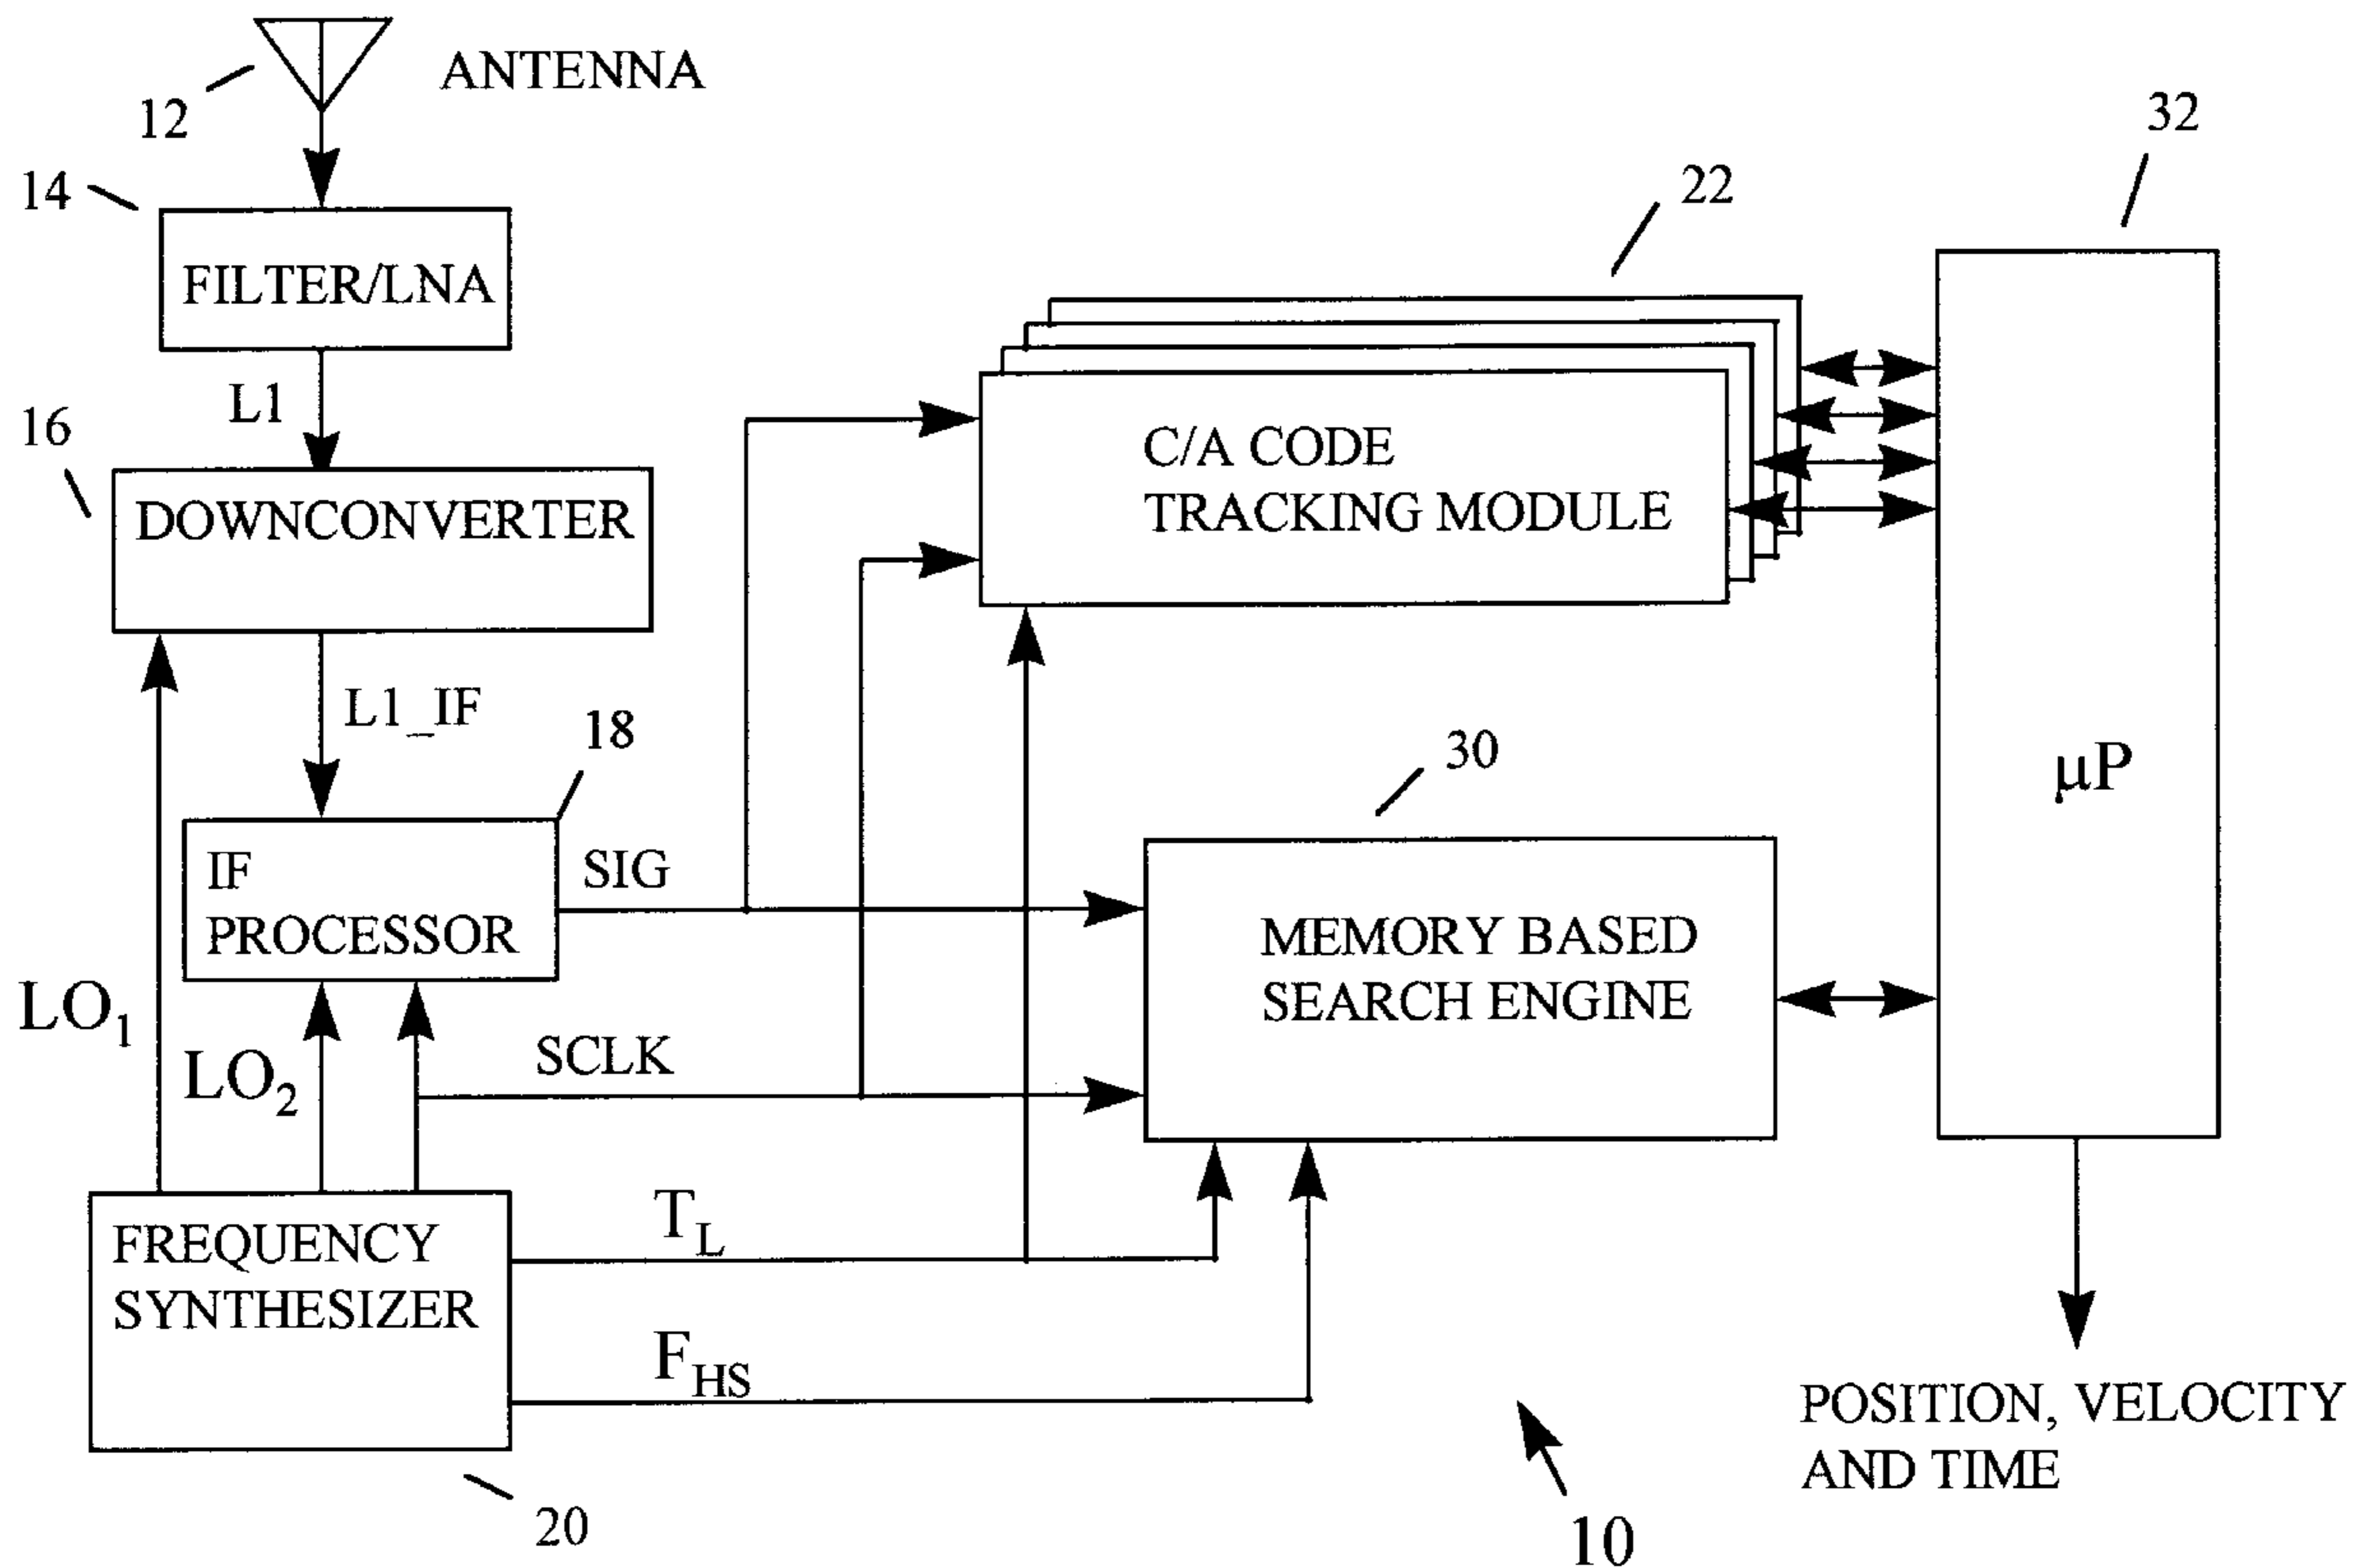 ANTENNA
12
14
FILTER/LNA
L1
16
DOWNCONVERTER
L1_IF
18
IF
PROCESSOR
SIG
LO1
LO2
SCLK
FREQUENCY
SYNTHESIZER
TL
FHS
20
22
C/A CODE
TRACKING MODULE
30
MEMORY BASED
SEARCH ENGINE
32
μP
POSITION, VELOCITY
AND TIME
10